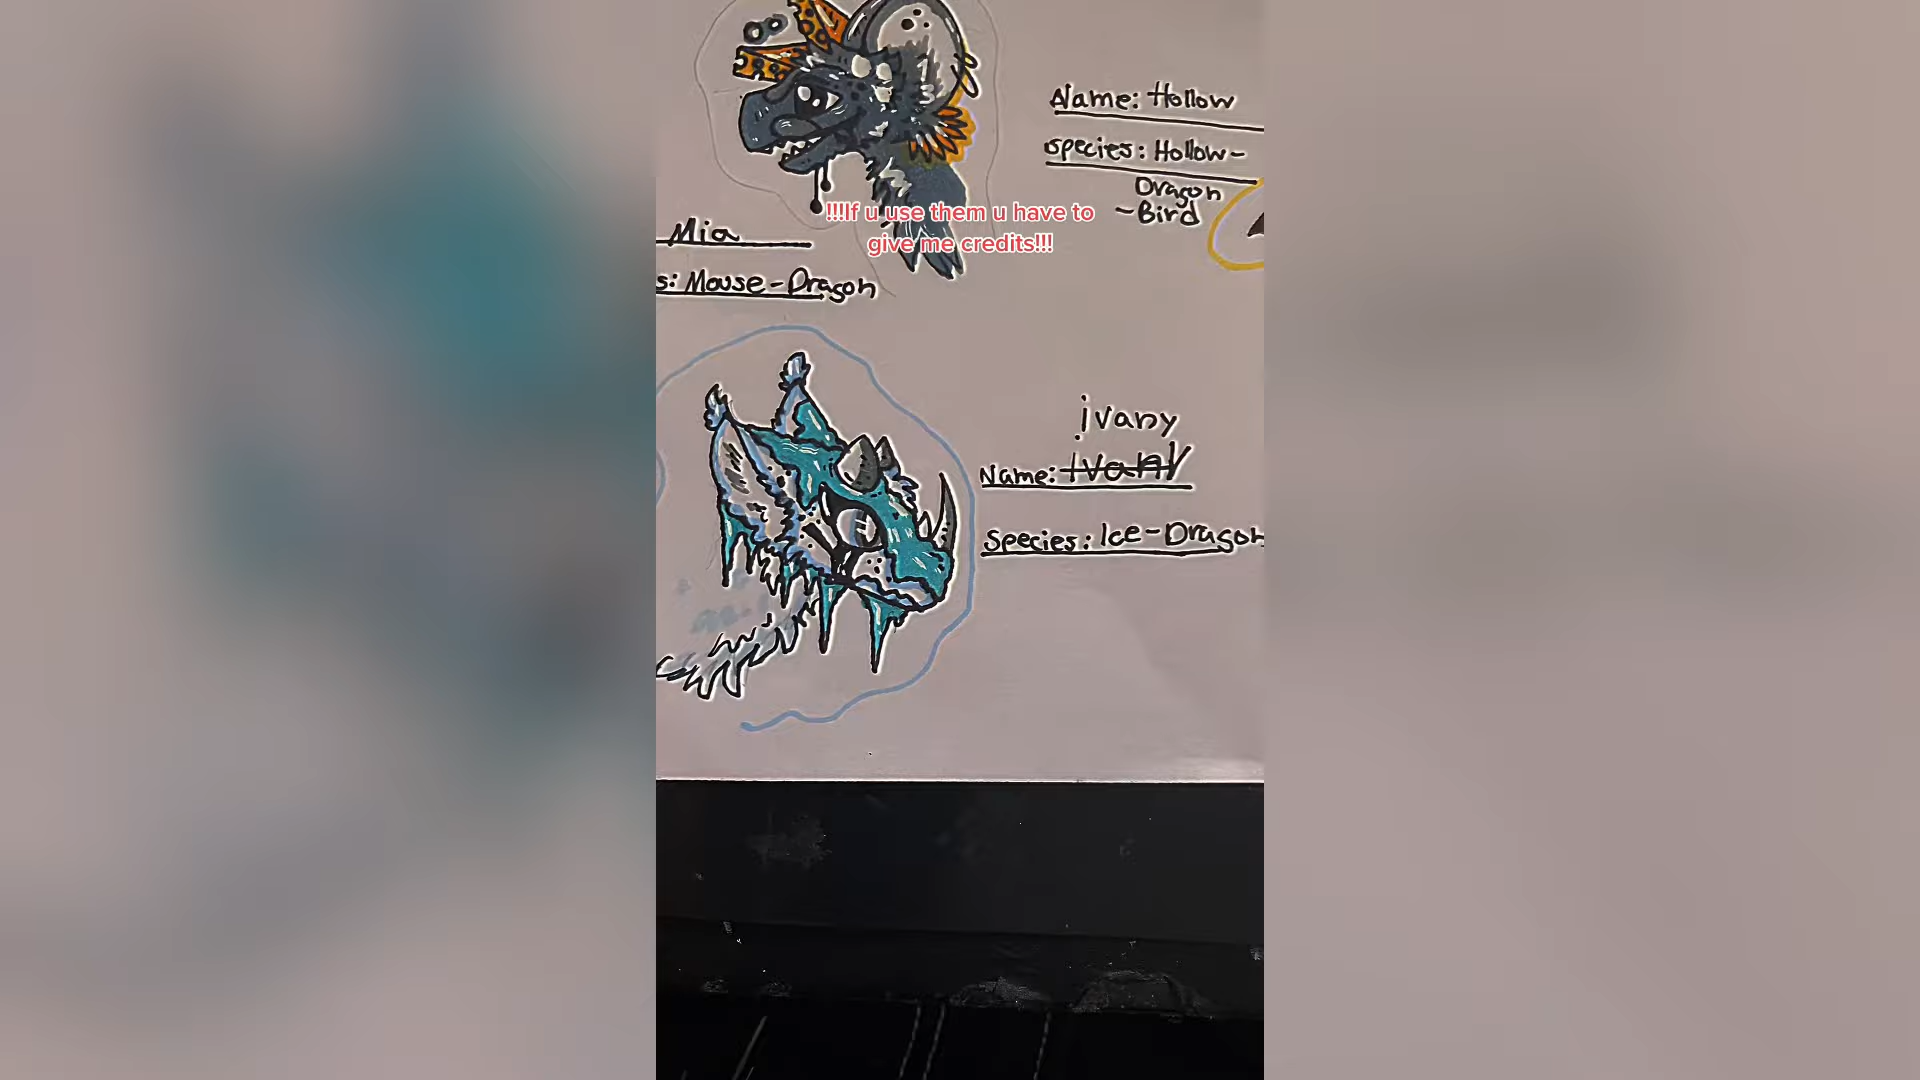 Name: Hollow
species: Hollow-
Dragon
-Bird
!!!If u use them u have to
give me credits!!!
Mia
s: Mouse-Dragon
ivany
Name: ivany
Species: Ice-Dragon